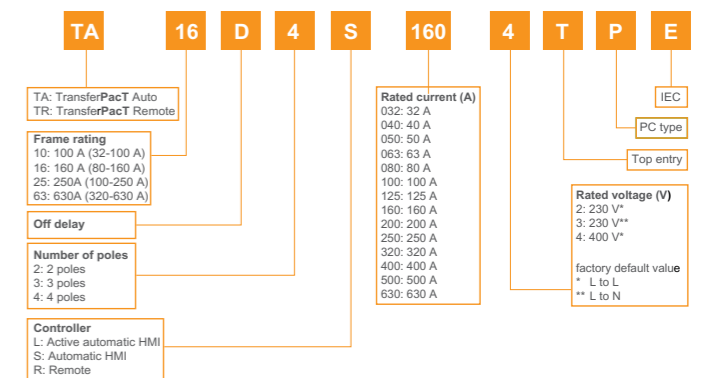 TA 16 D 4 S 160 4 T P E
TA: TransferPacT Auto
TR: TransferPacT Remote
Frame rating
10: 100 A (32-100 A)
16: 160 A (80-160 A)
25: 250A (100-250 A)
63: 630A (320-630 A)
Off delay
Number of poles
2: 2 poles
3: 3 poles
4: 4 poles
Controller
L: Active automatic HMI
S: Automatic HMI
R: Remote
Rated current (A)
032: 32 A
040: 40 A
050: 50 A
063: 63 A
080: 80 A
100: 100 A
125: 125 A
160: 160 A
200: 200 A
250: 250 A
320: 320 A
400: 400 A
500: 500 A
630: 630 A
IEC
PC type
Top entry
Rated voltage (V)
2: 230 V*
3: 230 V**
4: 400 V*
factory default value
* L to L
** L to N